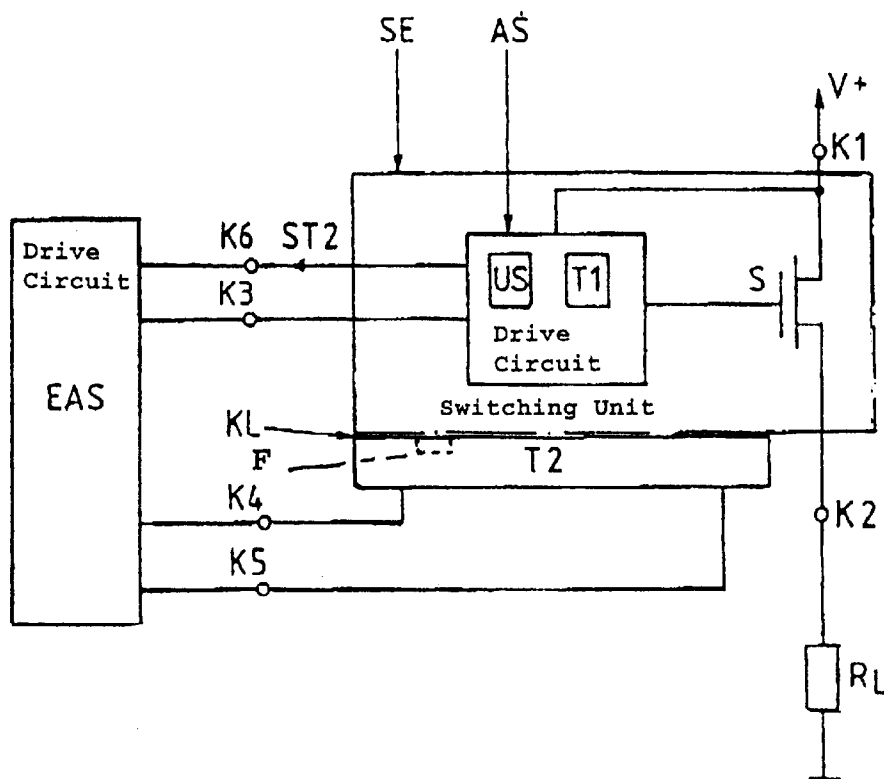 SE
AS
V+
K1
K6
ST2
Drive
Circuit
US
T1
S
K3
Drive
Circuit
EAS
Switching Unit
KL
F
T2
K4
K2
K5
RL